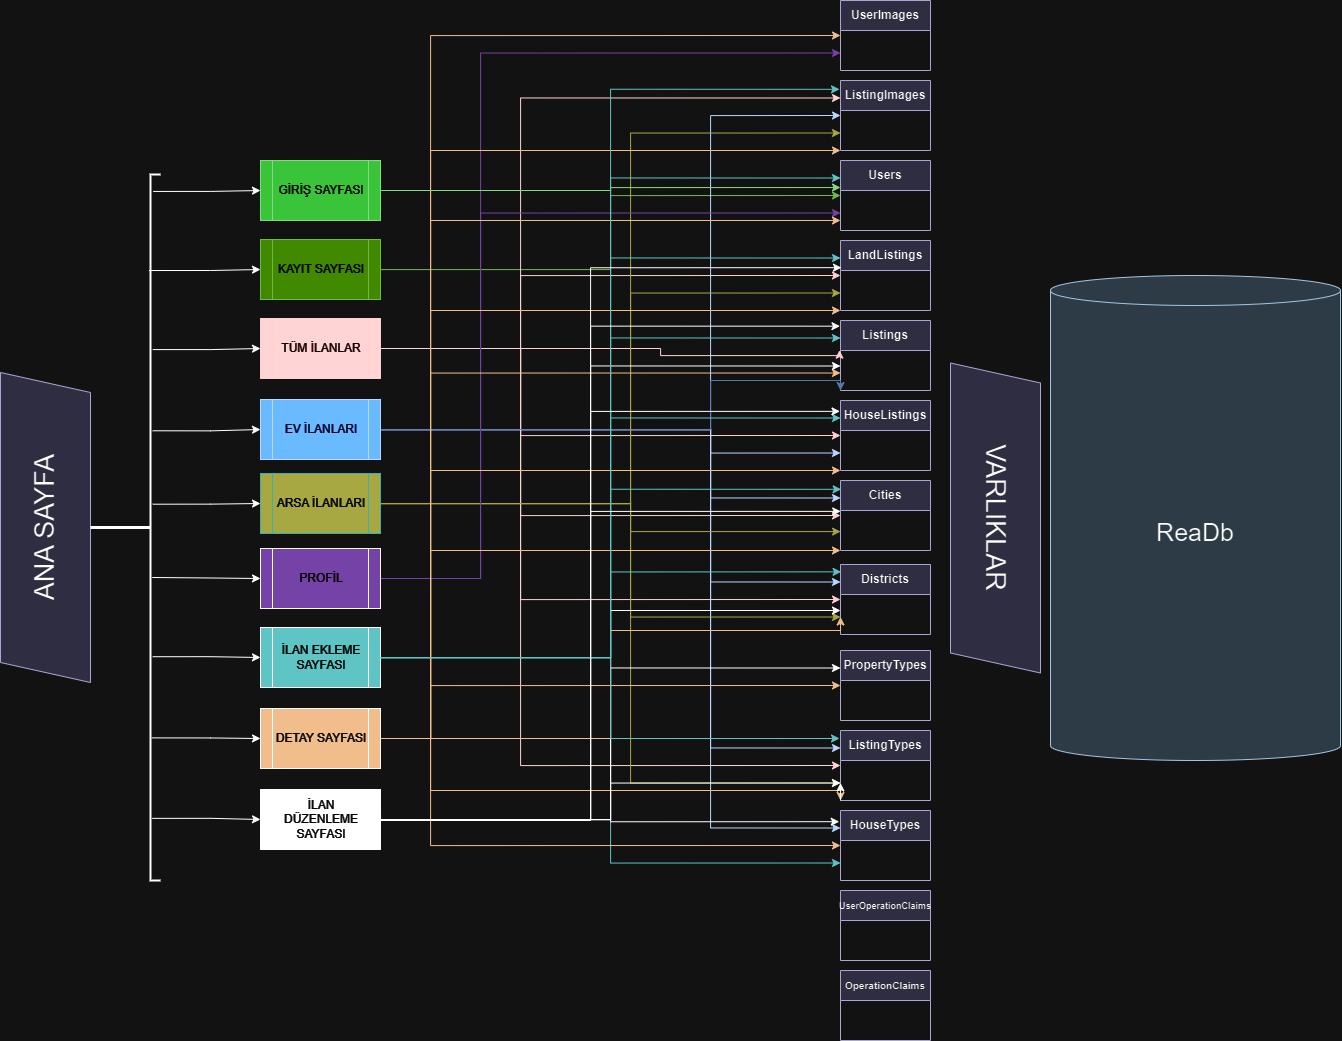 ANA SAYFA
GİRİŞ SAYFASI
KAYIT SAYFASI
TÜM İLANLAR
EV İLANLARI
ARSA İLANLARI
PROFİL
İLAN EKLEME
SAYFASI
DETAY SAYFASI
İLAN
DÜZENLEME
SAYFASI
UserImages
ListingImages
Users
LandListings
Listings
HouseListings
Cities
Districts
PropertyTypes
ListingTypes
HouseTypes
UserOperationClaims
OperationClaims
VARLIKLAR
ReaDb